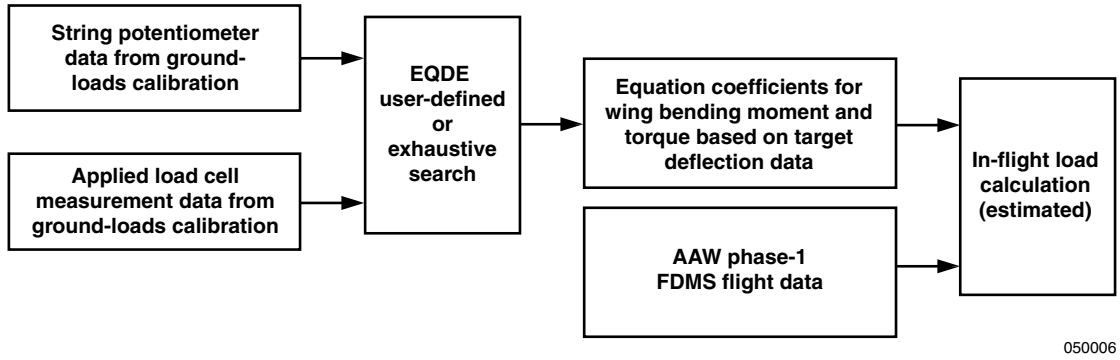 String potentiometer
data from ground-
loads calibration
Applied load cell
measurement data from
ground-loads calibration
EQDE
user-defined
or
exhaustive
search
Equation coefficients for
wing bending moment and
torque based on target
deflection data
AAW phase-1
FDMS flight data
In-flight load
calculation
(estimated)
050006